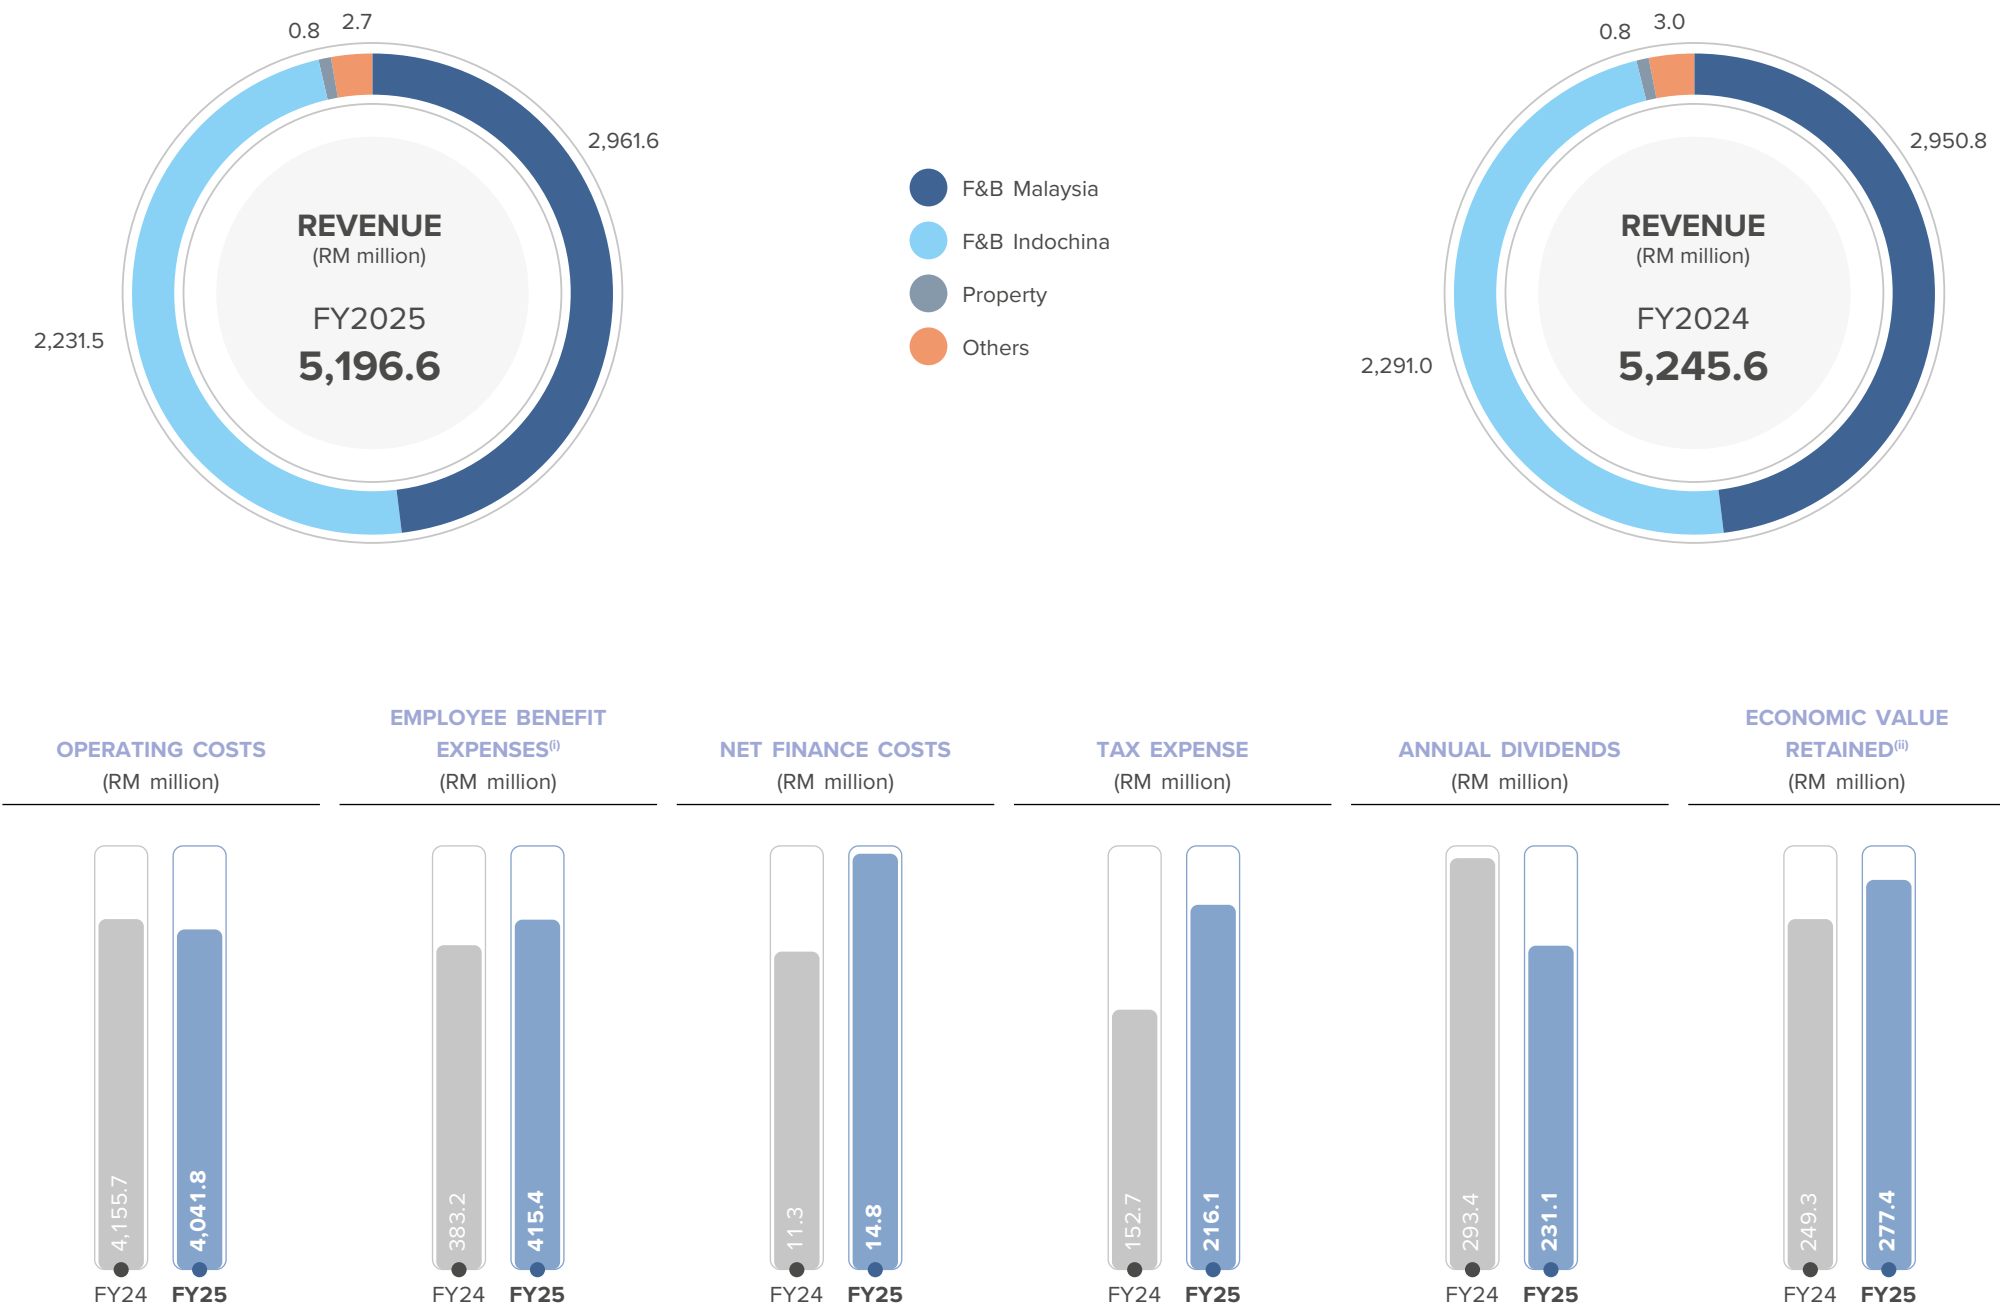 0.8
2.7
2,961.6
2,231.5
REVENUE
(RM million)
FY2025
5,196.6
F&B Malaysia
F&B Indochina
Property
Others
0.8
3.0
2,950.8
2,291.0
REVENUE
(RM million)
FY2024
5,245.6
OPERATING COSTS
(RM million)
4,155.7
4,041.8
FY24
FY25
EMPLOYEE BENEFIT
EXPENSES(i)
(RM million)
383.2
415.4
FY24
FY25
NET FINANCE COSTS
(RM million)
11.3
14.8
FY24
FY25
TAX EXPENSE
(RM million)
152.7
216.1
FY24
FY25
ANNUAL DIVIDENDS
(RM million)
293.4
231.1
FY24
FY25
ECONOMIC VALUE
RETAINED(ii)
(RM million)
249.3
277.4
FY24
FY25